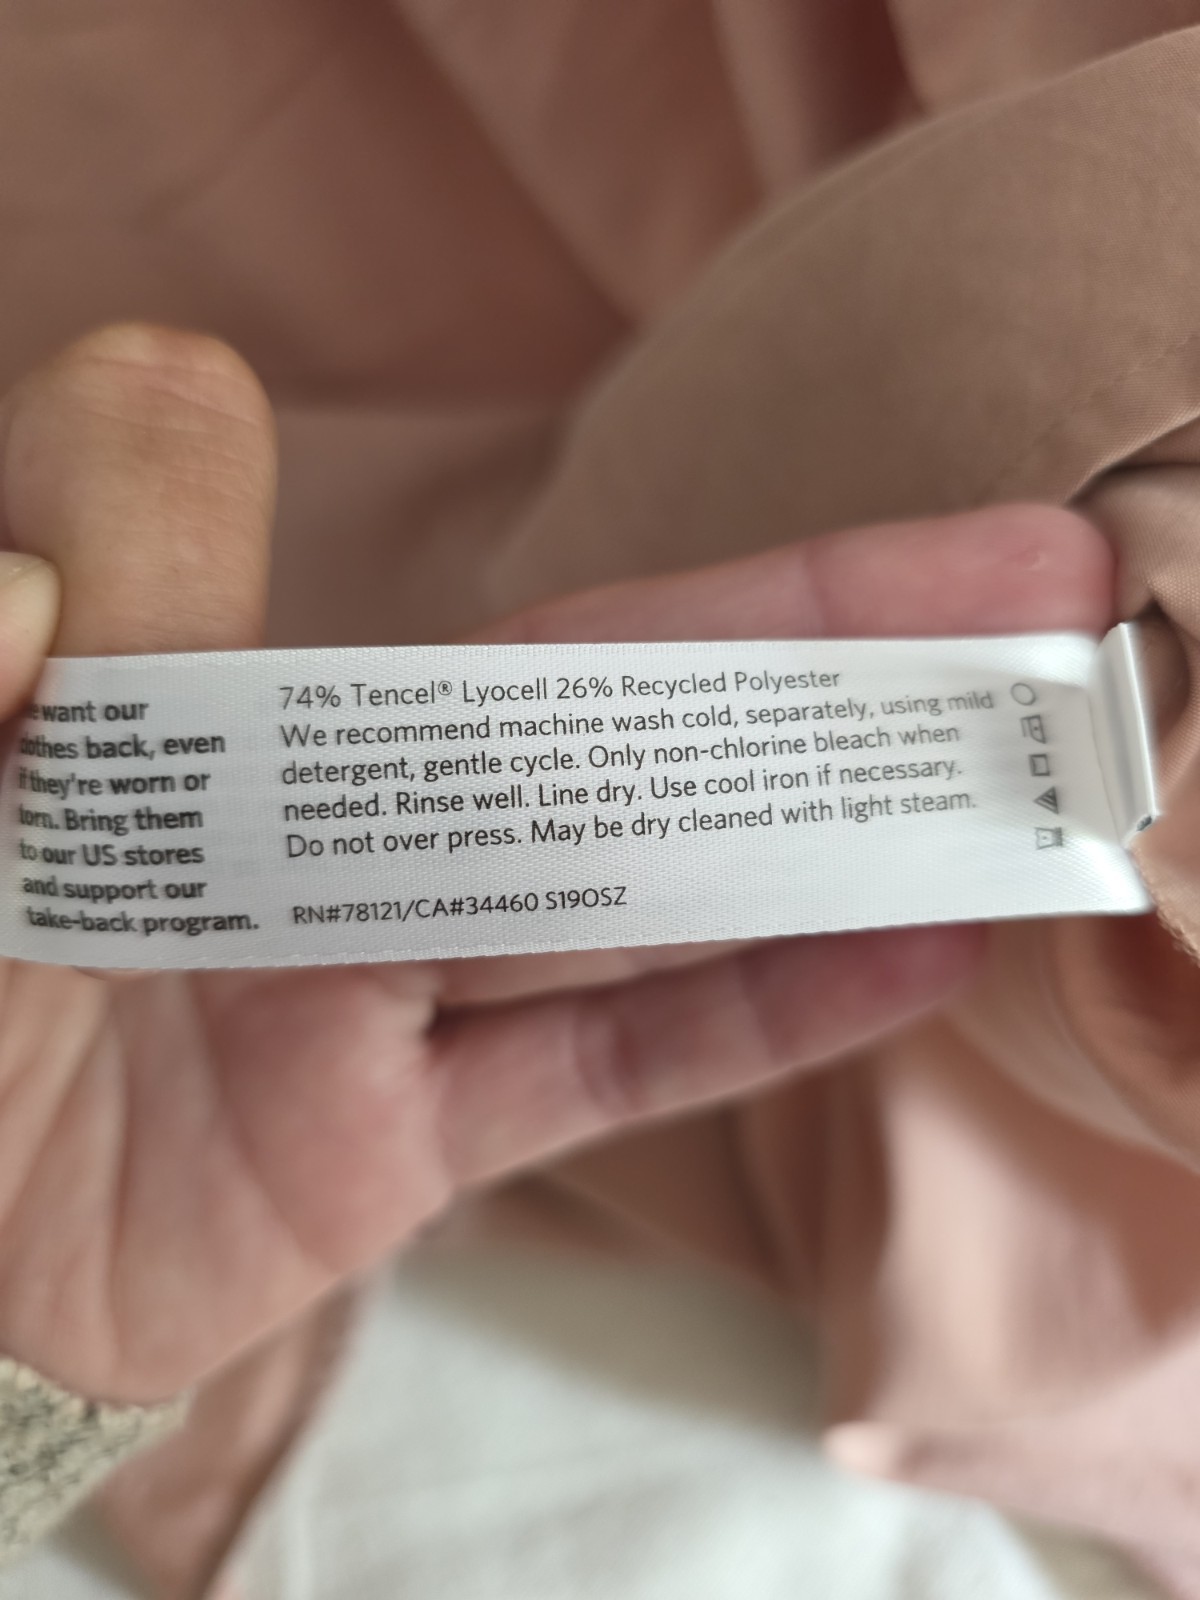 want our
clothes back, even
if they're worn or
torn. Bring them
to our US stores
and support our
take-back program.
74% Tencel® Lyocell 26% Recycled Polyester
We recommend machine wash cold, separately, using mild
detergent, gentle cycle. Only non-chlorine bleach when
needed. Rinse well. Line dry. Use cool iron if necessary.
Do not over press. May be dry cleaned with light steam.
RN#78121/CA#34460 S19OSZ